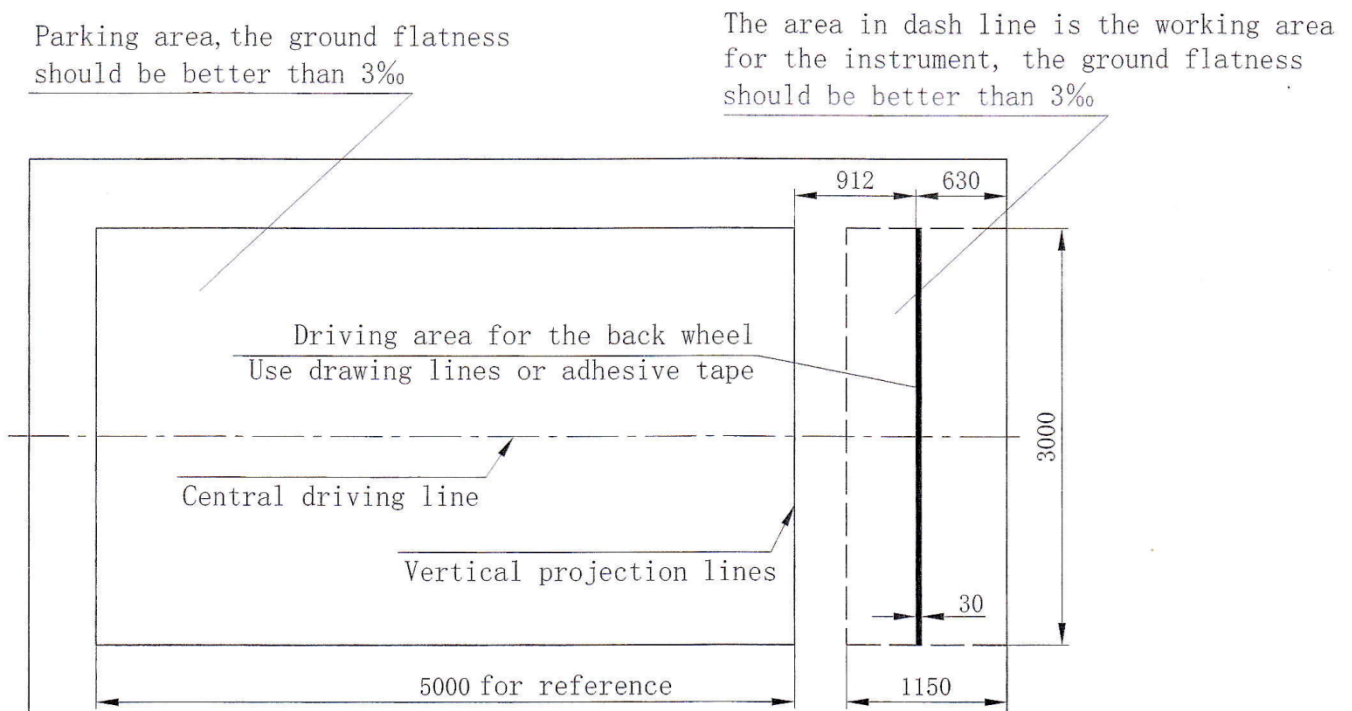 Parking area, the ground flatness
should be better than 3‰
The area in dash line is the working area
for the instrument, the ground flatness
should be better than 3‰
912
630
Driving area for the back wheel
Use drawing lines or adhesive tape
3000
Central driving line
Vertical projection lines
30
5000 for reference
1150